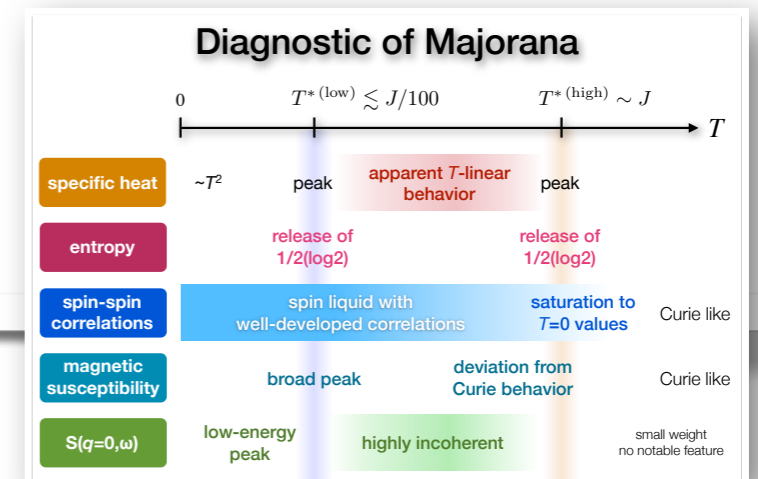 Diagnostic of Majorana
0
T*(low) ≲ J/100
T*(high) ∼ J
T
specific heat
~T²
peak
apparent T-linear
behavior
peak
entropy
release of
1/2(log2)
release of
1/2(log2)
spin-spin
correlations
spin liquid with
well-developed correlations
saturation to
T=0 values
Curie like
magnetic
susceptibility
broad peak
deviation from
Curie behavior
Curie like
S(q=0,ω)
low-energy
peak
highly incoherent
small weight
no notable feature